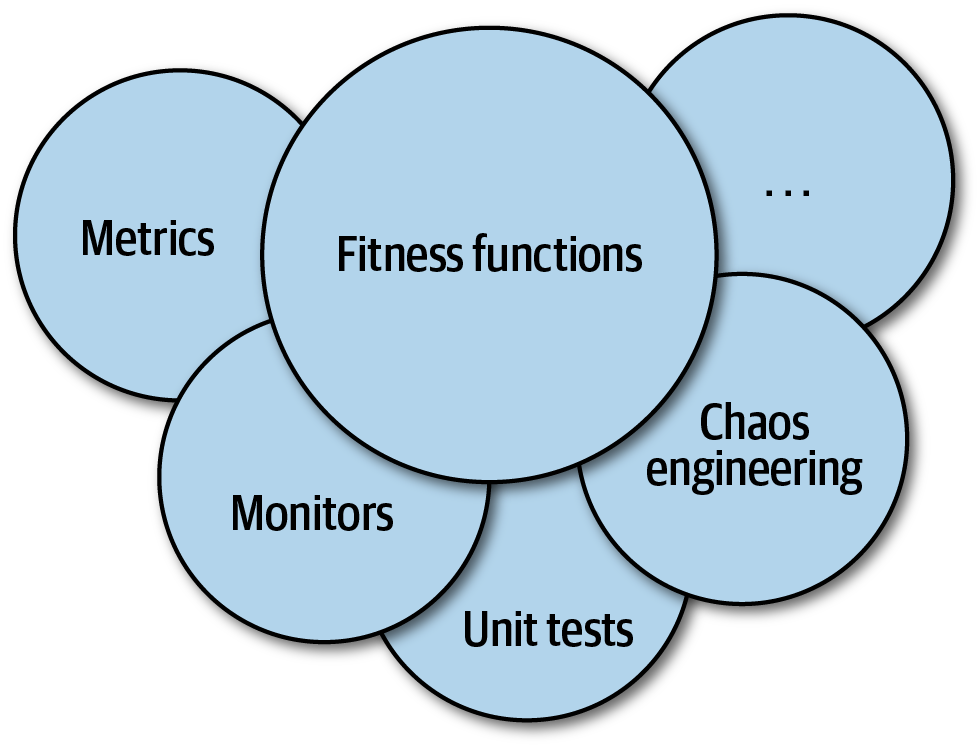 Metrics
Fitness functions
...
Monitors
Chaos
engineering
Unit tests